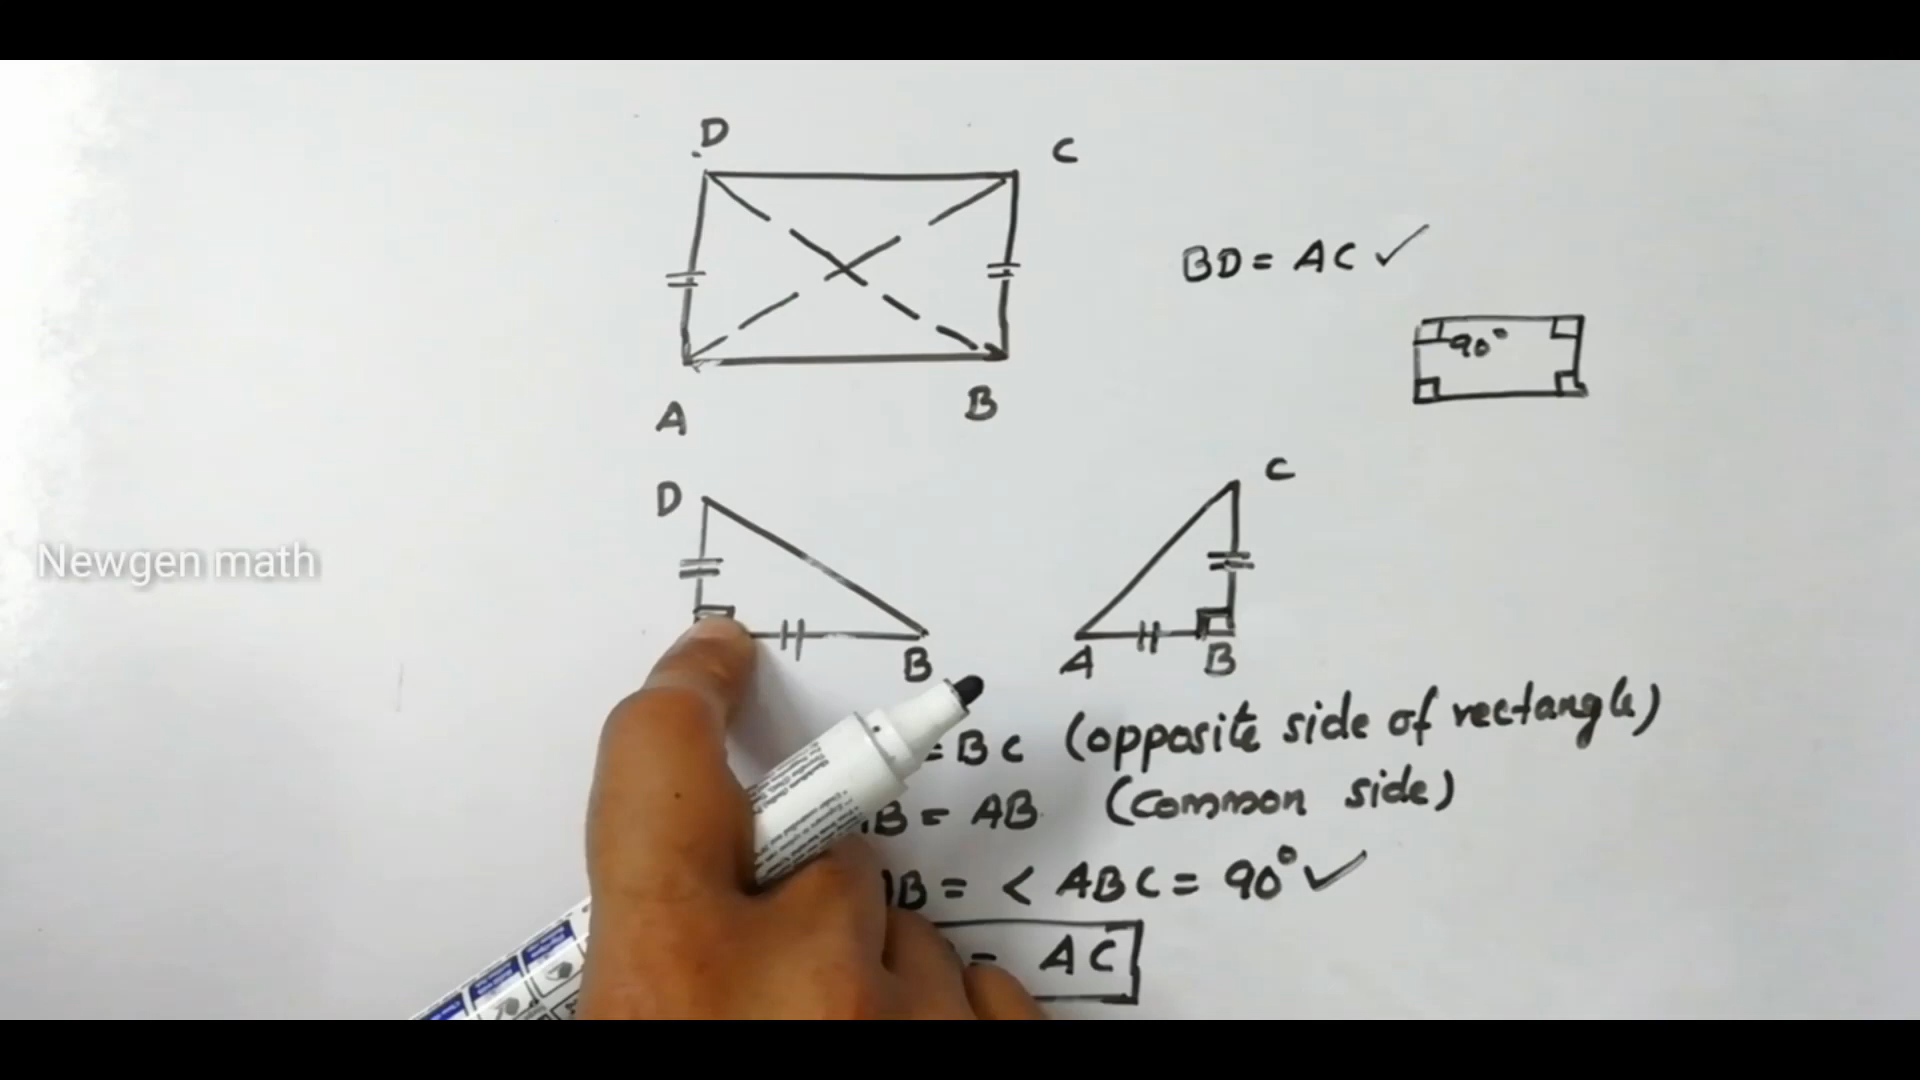 D
C
BD = AC ✓
90°
A
B
C
D
Newgen math
B
A
B
= BC (opposite side of rectangle)
B = AB (Common side)
B = < ABC = 90° ✓
= AC